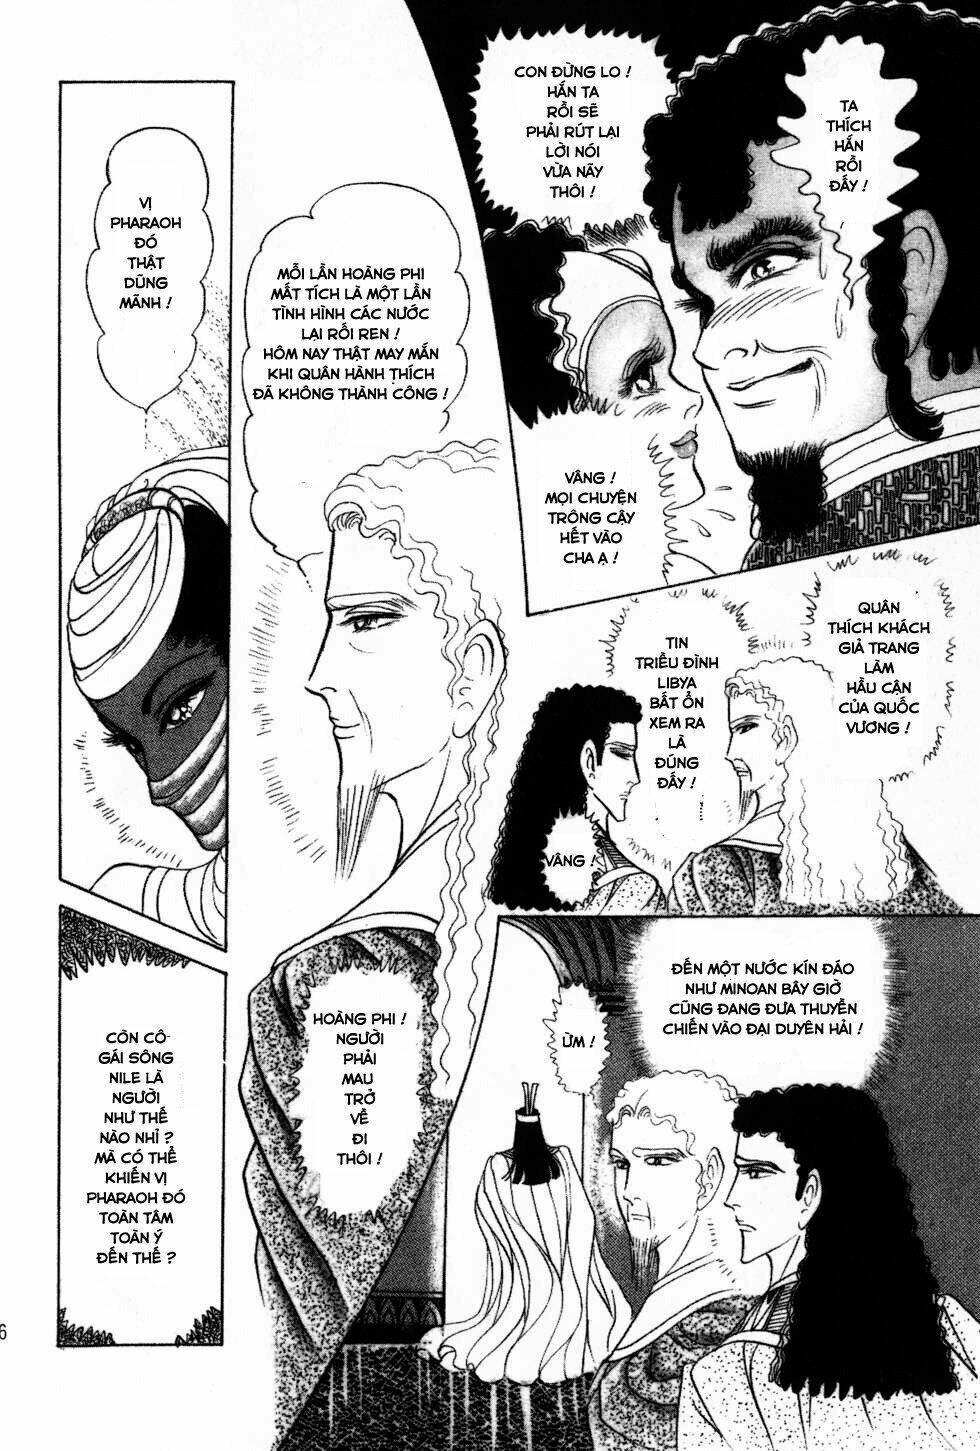 TA
THÍCH
HẮN
RỒI
ĐẤY !
CON ĐỪNG LO !
HẮN TA
RỒI SẼ
PHẢI RÚT LẠI
LỜI NÓI
VỪA NÃY
THÔI !
VÂNG !
MỌI CHUYỆN
TRÔNG CẬY
HẾT VÀO
CHA Ạ !
QUÂN
THÍCH KHÁCH
GIẢ TRANG
LÀM
HẦU CẬN
CỦA QUỐC
VƯƠNG !
TIN
TRIỀU ĐÌNH
LIBYA
BẤT ỔN
XEM RA
LÀ
ĐÚNG
ĐẤY !
VÂNG !
ĐẾN MỘT NƯỚC KÍN ĐÁO
NHƯ MINOAN BÂY GIỜ
CŨNG ĐANG ĐƯA THUYỀN
CHIẾN VÀO ĐẠI DUYÊN HẢI !
ỪM !
MỖI LẦN HOÀNG PHI
MẤT TÍCH LÀ MỘT LẦN
TÌNH HÌNH CÁC NƯỚC
LẠI RỐI REN !
HÔM NAY THẬT MAY MẮN
KHI QUÂN HÀNH THÍCH
ĐÃ KHÔNG THÀNH CÔNG !
HOÀNG PHI !
NGƯỜI
PHẢI
MAU
TRỞ
VỀ
ĐI
THÔI !
VỊ
PHARAOH
ĐÓ
THẬT
DŨNG
MÃNH !
CÒN CÔ
GÁI SÔNG
NILE LÀ
NGƯỜI
NHƯ THẾ
NÀO NHỈ ?
MÀ CÓ THỂ
KHIẾN VỊ
PHARAOH ĐÓ
TOÀN TÂM
TOÀN Ý
ĐẾN THẾ ?
6